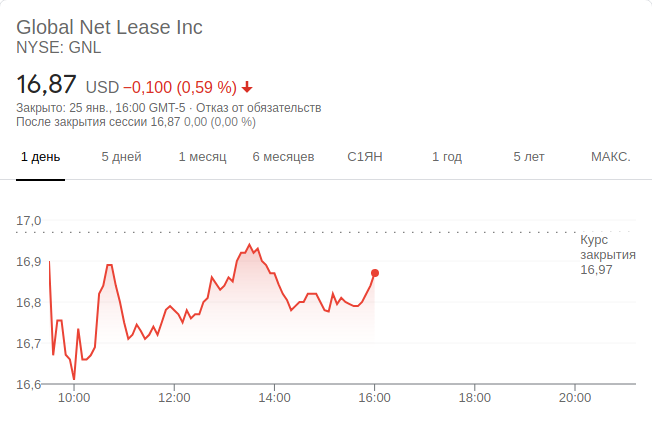 Global Net Lease Inc
NYSE: GNL
16,87 USD −0,100 (0,59 %)
Закрыто: 25 янв., 16:00 GMT-5 · Отказ от обязательств
После закрытия сессии 16,87 0,00 (0,00 %)
1 день 5 дней 1 месяц 6 месяцев С1ЯН 1 год 5 лет МАКС.
17,0
Курс
закрытия
16,97
16,9
16,8
16,7
16,6
10:00 12:00 14:00 16:00 18:00 20:00